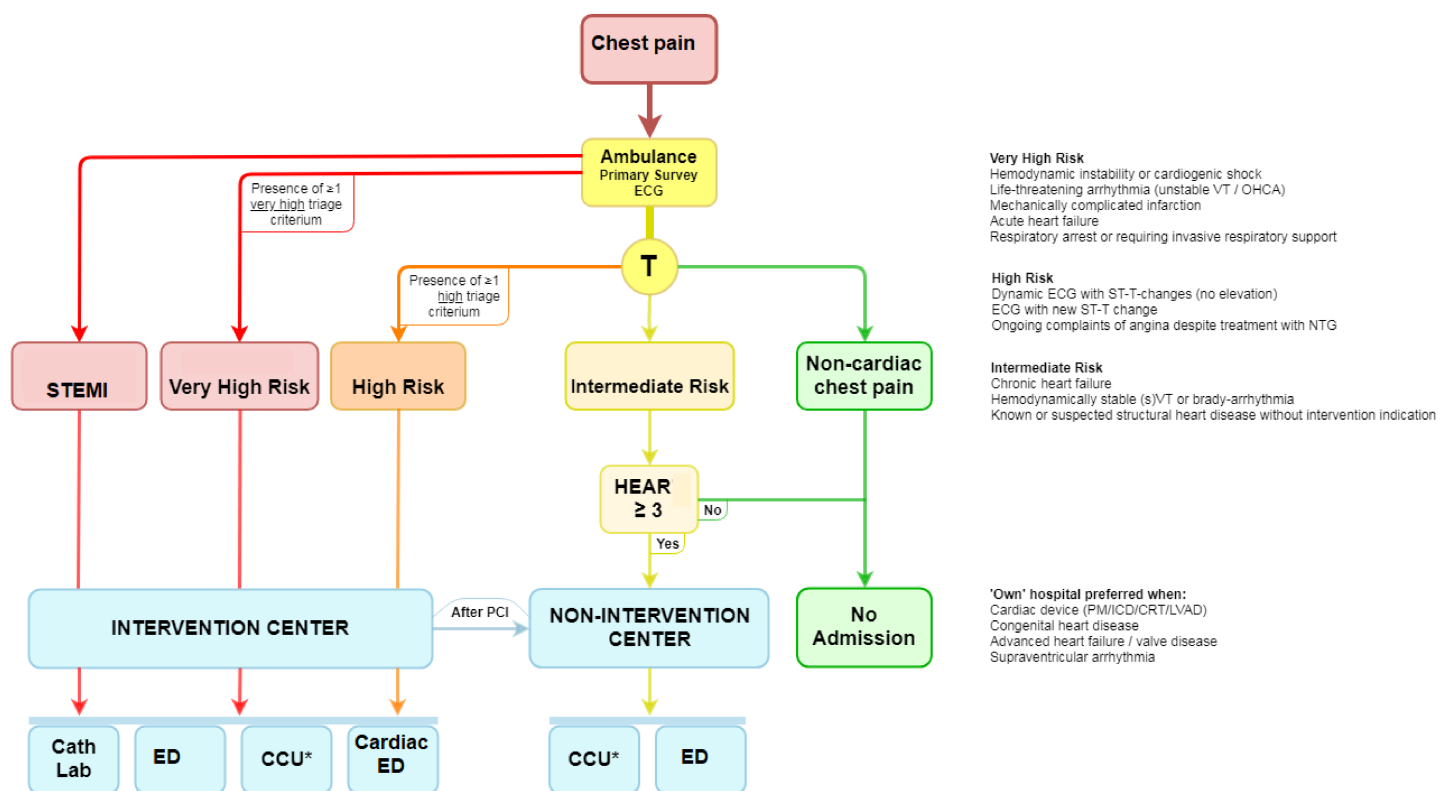 Chest pain
Ambulance
Primary Survey
ECG
Presence of ≥1
very high triage
criterium
T
Presence of ≥1
high triage
criterium
STEMI
Very High Risk
High Risk
Intermediate Risk
Non-cardiac
chest pain
HEAR
≥ 3
No
Yes
INTERVENTION CENTER
After PCI
NON-INTERVENTION
CENTER
No
Admission
Cath
Lab
ED
CCU*
Cardiac
ED
CCU*
ED
Very High Risk
Hemodynamic instability or cardiogenic shock
Life-threatening arrhythmia (unstable VT / OHCA)
Mechanically complicated infarction
Acute heart failure
Respiratory arrest or requiring invasive respiratory support
High Risk
Dynamic ECG with ST-T-changes (no elevation)
ECG with new ST-T change
Ongoing complaints of angina despite treatment with NTG
Intermediate Risk
Chronic heart failure
Hemodynamically stable (s)VT or brady-arrhythmia
Known or suspected structural heart disease without intervention indication
'Own' hospital preferred when:
Cardiac device (PM/ICD/CRT/LVAD)
Congenital heart disease
Advanced heart failure / valve disease
Supraventricular arrhythmia